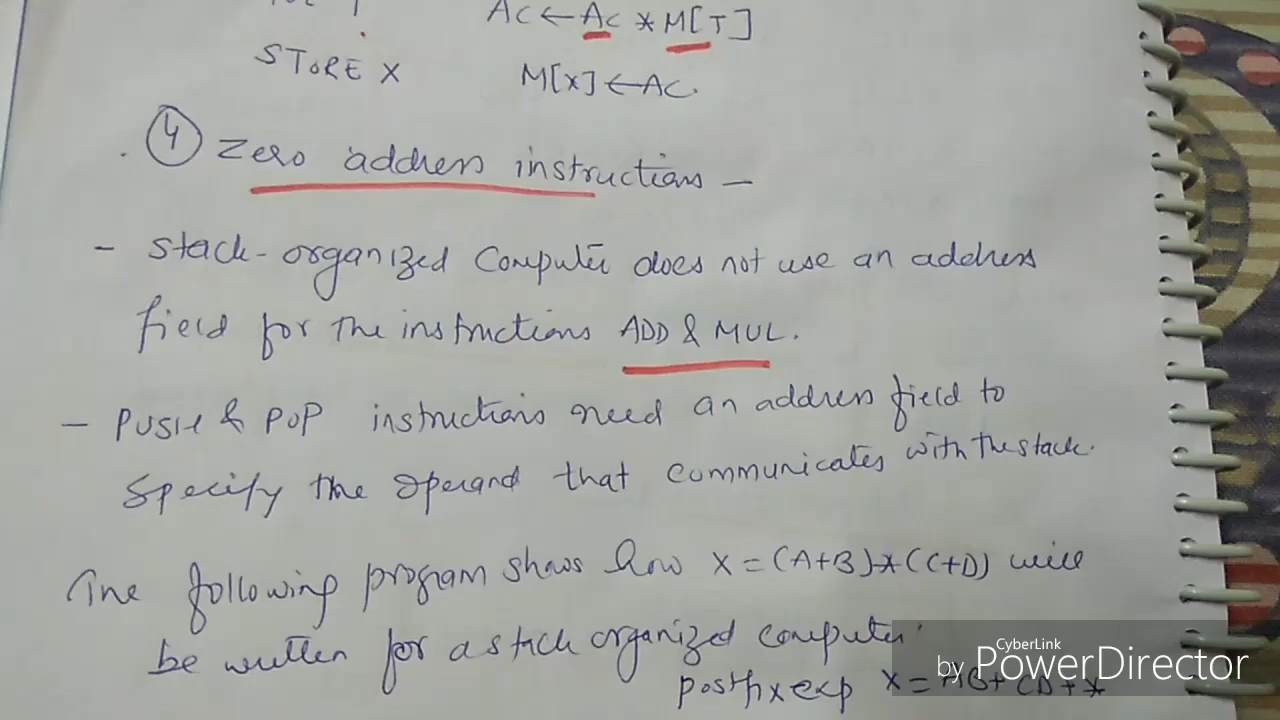 AC ← AC * M[T]
STORE X M[X] ← AC.
④ Zero address instructions –
- Stack-organized Computer does not use an address
field for the instructions ADD & MUL.
- PUSH & POP instructions need an address field to
Specify the operand that communicates with the stack.
The following program shows how X = (A+B)*(C+D) will
be written for a stack organized computer.
postfix exp X = AB+CD+*
CyberLink
by PowerDirector